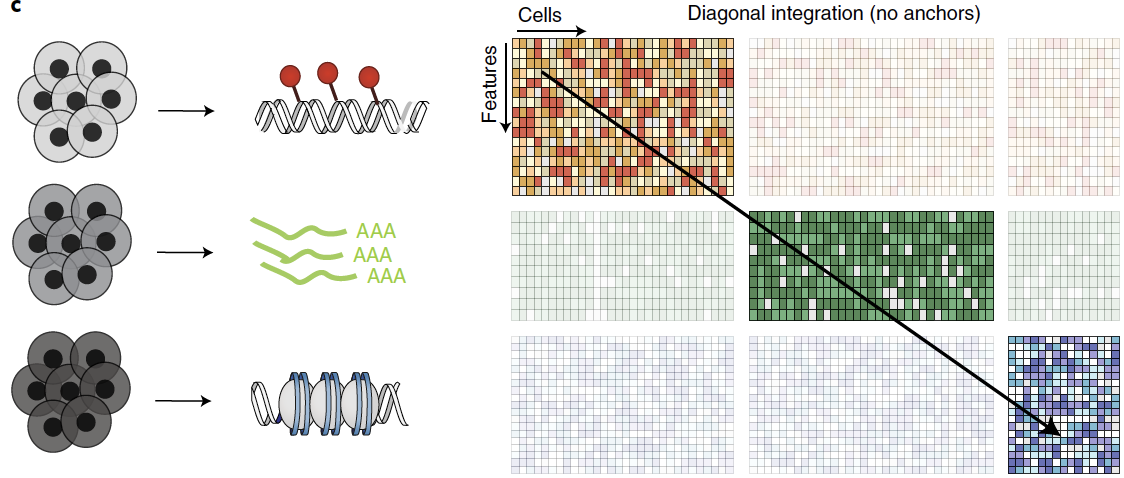 c
Cells
Diagonal integration (no anchors)
Features
AAA
AAA
AAA